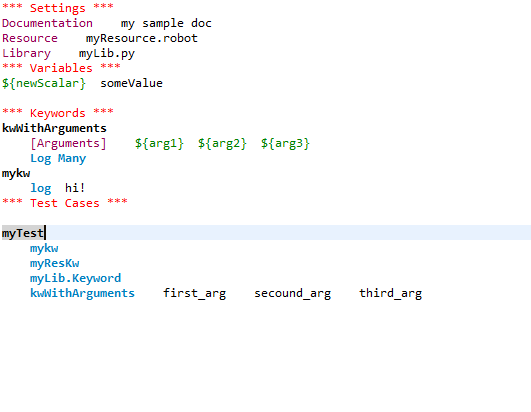 *** Settings ***
Documentation    my sample doc
Resource    myResource.robot
Library    myLib.py
*** Variables ***
${newScalar}  someValue
*** Keywords ***
kwWithArguments
    [Arguments]    ${arg1}  ${arg2}  ${arg3}
    Log Many
mykw
    log  hi!
*** Test Cases ***
myTest
    mykw
    myResKw
    myLib.Keyword
    kwWithArguments    first_arg    secound_arg    third_arg